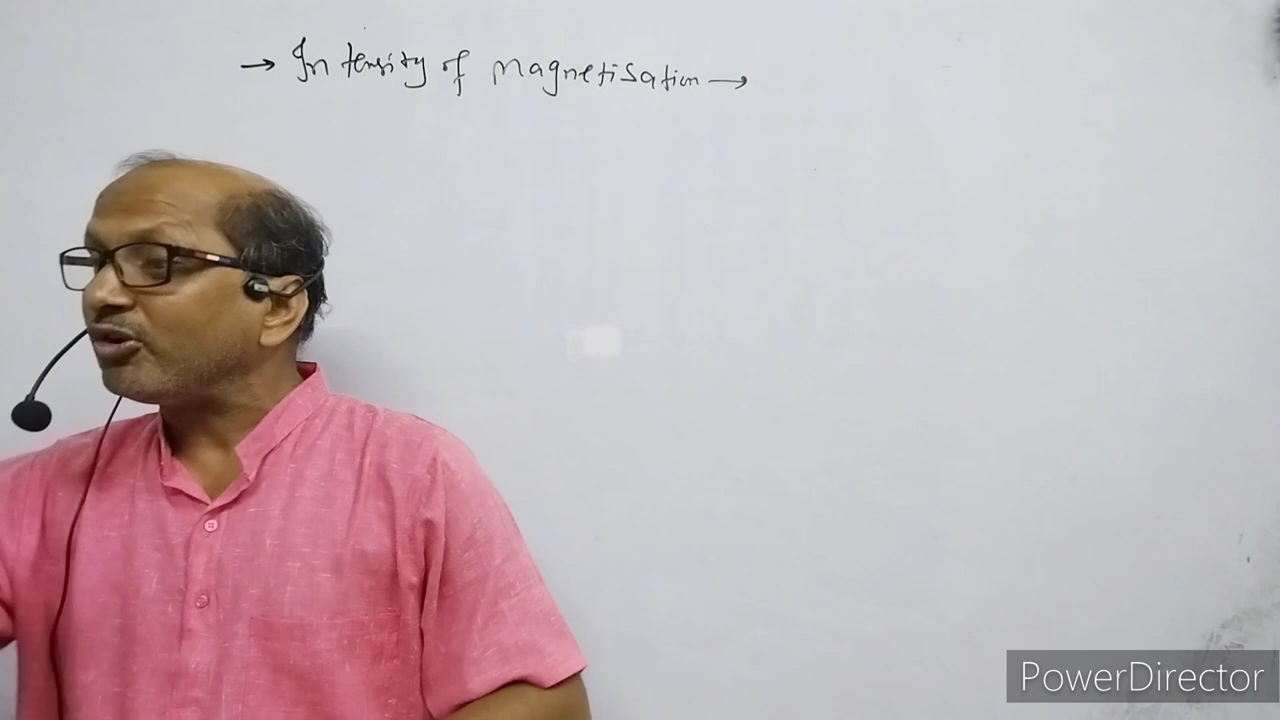 → Intensity of magnetisation →
PowerDirector